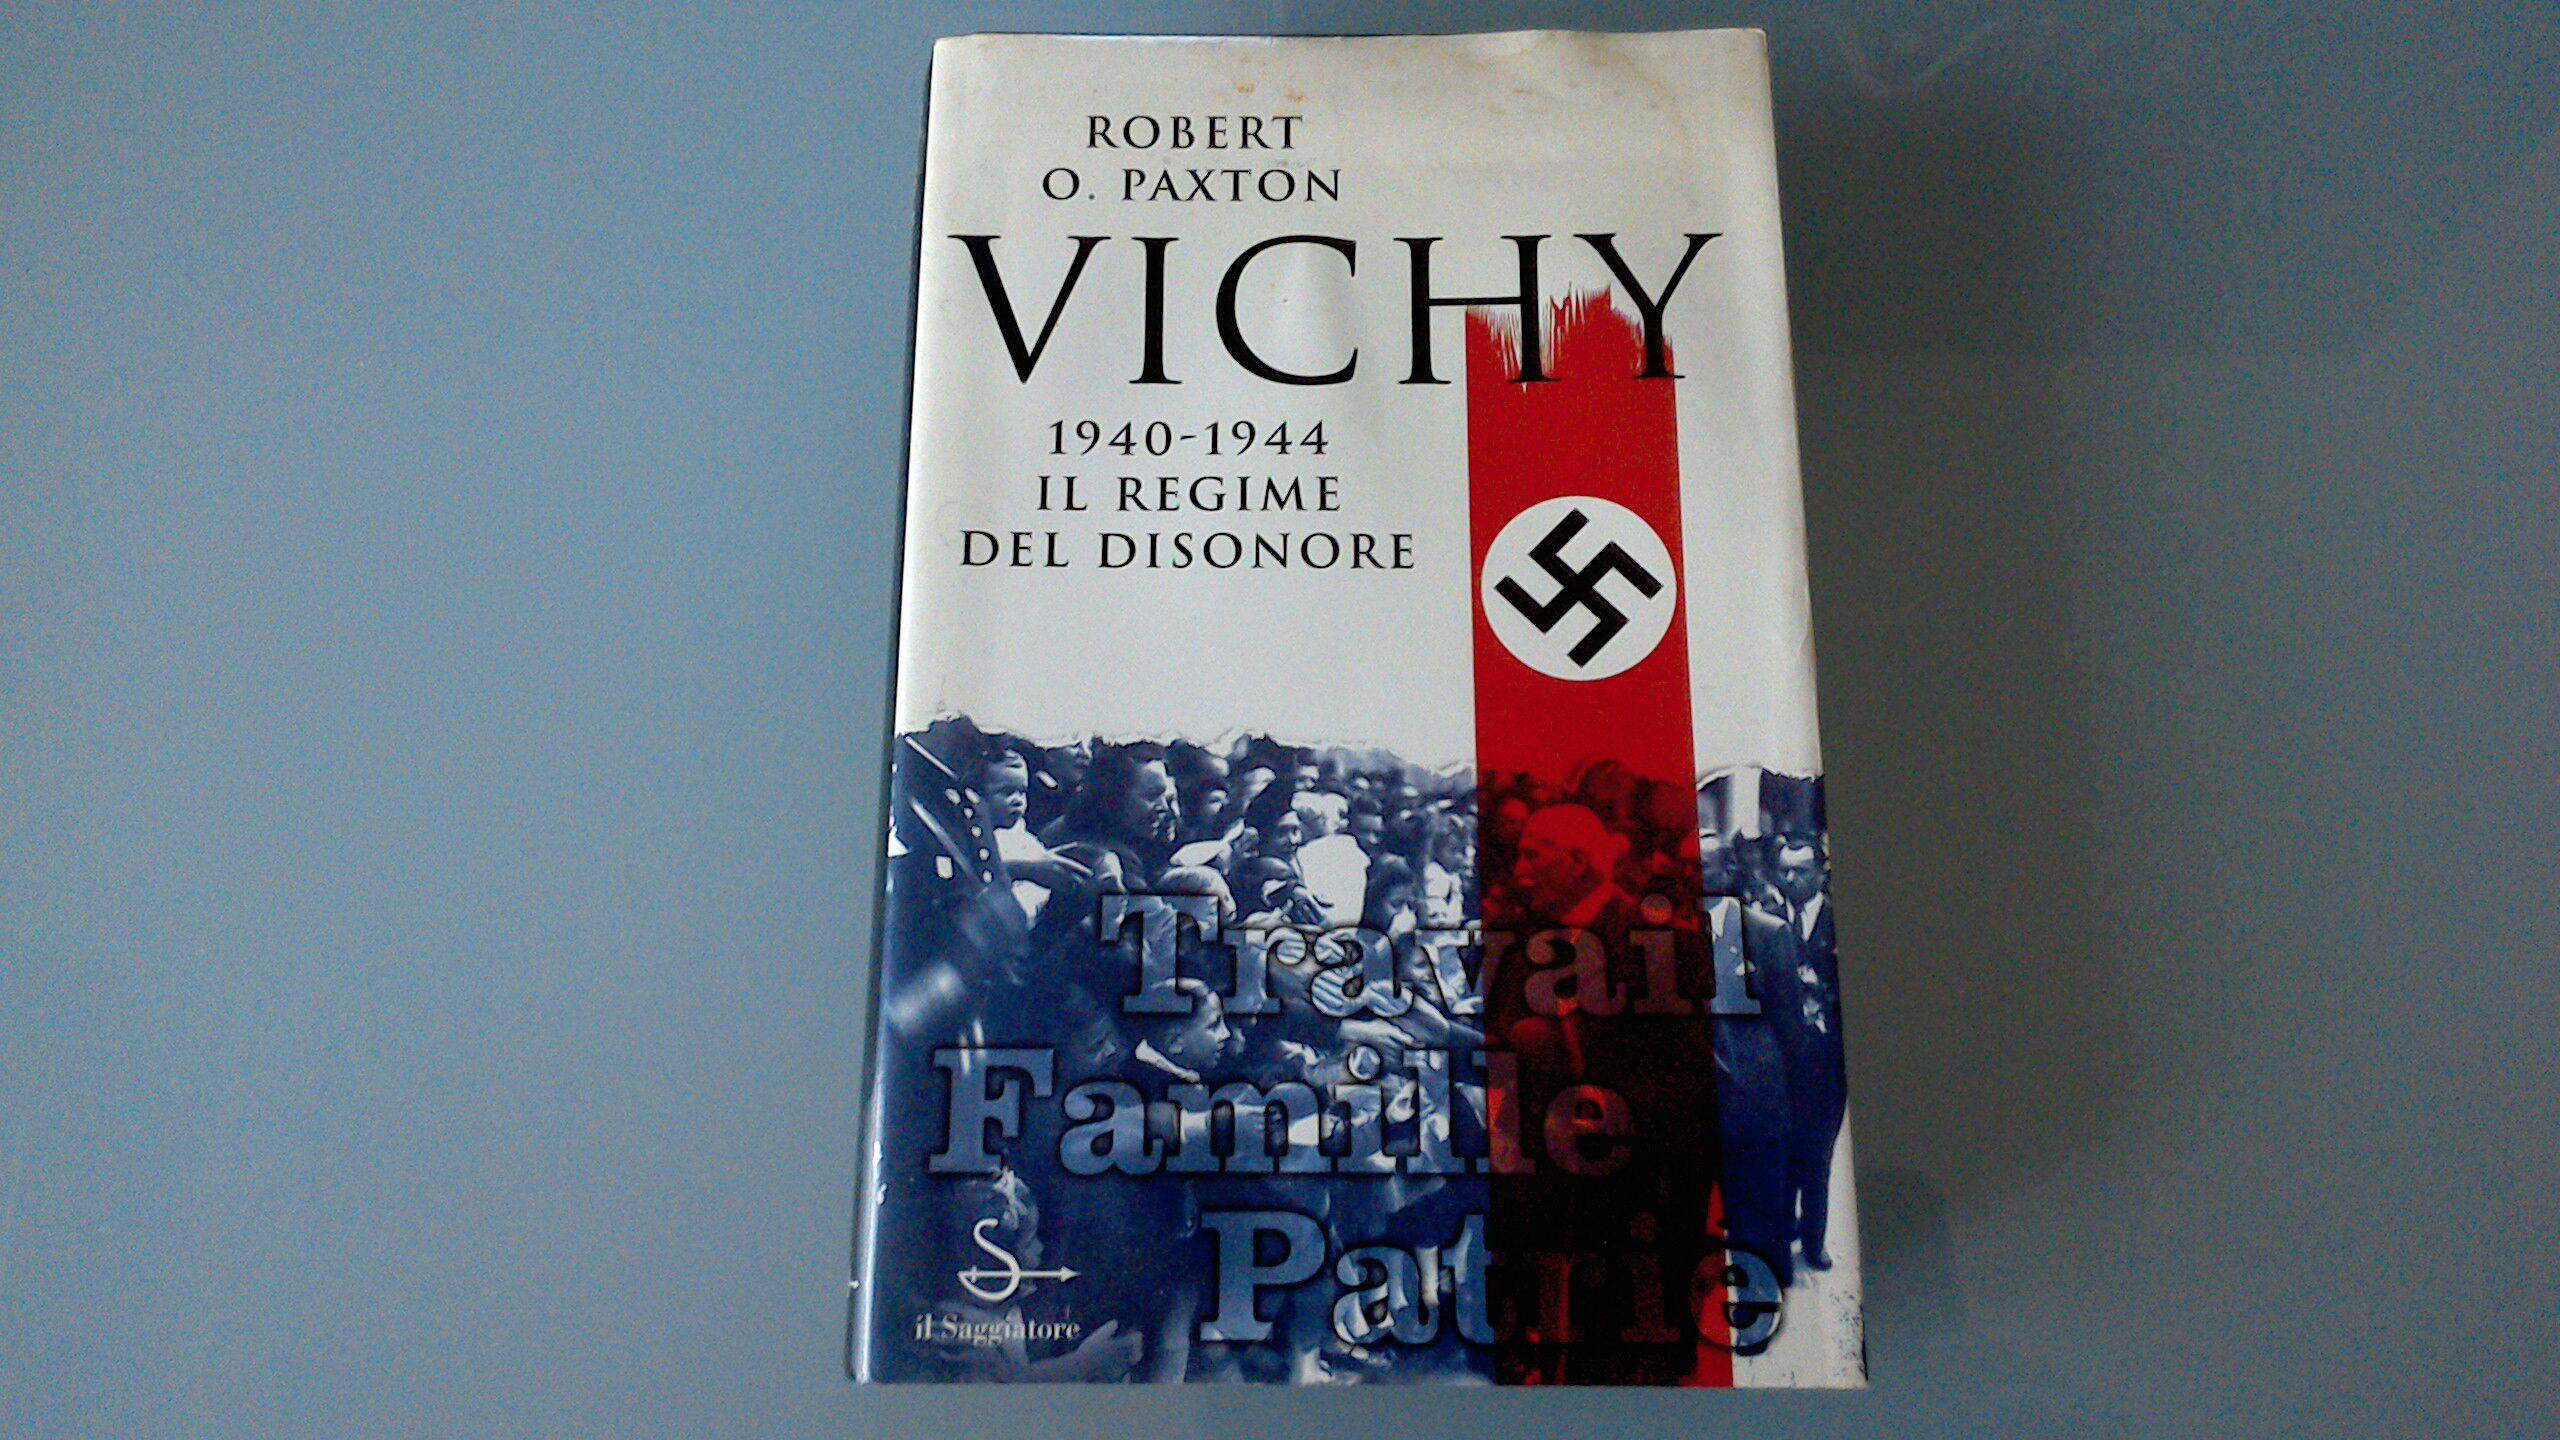 ROBERT
O. PAXTON
VICHY
1940-1944
IL REGIME
DEL DISONORE
Travail
Famille
Patrie
il Saggiatore